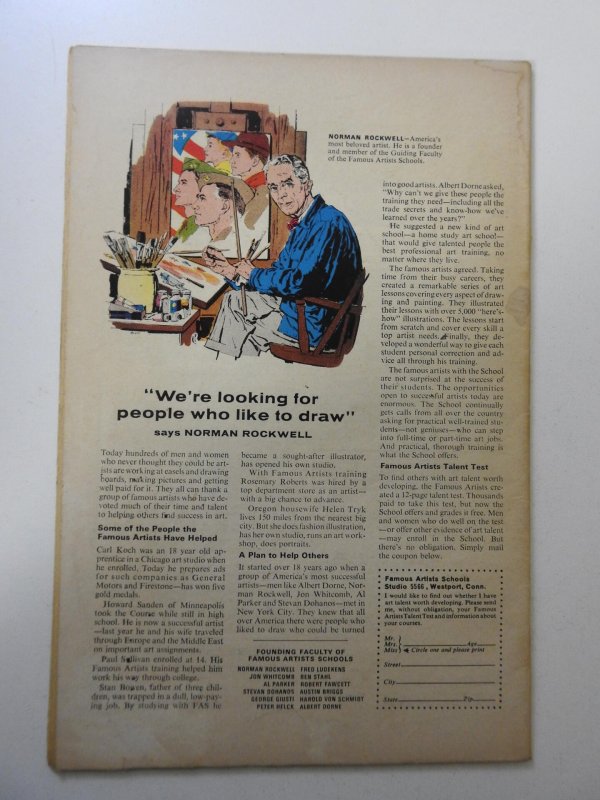 NORMAN ROCKWELL—America's
most beloved artist. He is a founder
and member of the Guiding Faculty
of the Famous Artists Schools.
"We're looking for
people who like to draw"
says NORMAN ROCKWELL
Today hundreds of men and women
who never thought they could be art-
ists are working at easels and drawing
boards, making pictures and getting
well paid for it. They all can thank a
group of famous artists who have de-
voted much of their time and talent
to helping others find success in art.
Some of the People the
Famous Artists Have Helped
Carl Koch was an 18 year old ap-
prentice in a Chicago art studio when
he enrolled. Today he prepares ads
for such companies as General
Motors and Firestone—has won five
gold medals.
Howard Sanden of Minneapolis
took the Course while still in high
school. He is now a successful artist
—last year he and his wife traveled
through Europe and the Middle East
on important art assignments.
Paul Sullivan enrolled at 14. His
Famous Artists training helped him
work his way through college.
Stan Bowen, father of three chil-
dren, was trapped in a dull, low-pay-
ing job. By studying with FAS he
became a sought-after illustrator,
has opened his own studio.
With Famous Artists training
Rosemary Roberts was hired by a
top department store as an artist—
with a big chance to advance.
Oregon housewife Helen Tryk
lives 150 miles from the nearest big
city. But she does fashion illustration,
has her own studio, runs an art work-
shop, does portraits.
A Plan to Help Others
It started over 18 years ago when a
group of America's most successful
artists—men like Albert Dorne, Nor-
man Rockwell, Jon Whitcomb, Al
Parker and Stevan Dohanos—met in
New York City. They knew that all
over America there were people who
liked to draw who could be turned
FOUNDING FACULTY OF
FAMOUS ARTISTS SCHOOLS
NORMAN ROCKWELL FRED LUDEKENS
JON WHITCOMB BEN STAHL
AL PARKER ROBERT FAWCETT
STEVAN DOHANOS AUSTIN BRIGGS
GEORGE GIUSTI HAROLD VON SCHMIDT
PETER HELCK ALBERT DORNE
into good artists. Albert Dorne asked,
"Why can't we give these people the
training they need—including all the
trade secrets and know-how we've
learned over the years?"
He suggested a new kind of art
school—a home study art school—
that would give talented people the
best professional art training, no
matter where they live.
The famous artists agreed. Taking
time from their busy careers, they
created a remarkable series of art
lessons covering every aspect of draw-
ing and painting. They illustrated
their lessons with over 5,000 "here's-
how" illustrations. The lessons start
from scratch and cover every skill a
top artist needs. Finally, they de-
veloped a wonderful way to give each
student personal correction and ad-
vice all through his training.
The famous artists with the School
are not surprised at the success of
their students. The opportunities
open to successful artists today are
enormous. The School continually
gets calls from all over the country
asking for practical well-trained stu-
dents—not geniuses—who can step
into full-time or part-time art jobs.
And practical, thorough training is
what the School offers.
Famous Artists Talent Test
To find others with art talent worth
developing, the Famous Artists cre-
ated a 12-page talent test. Thousands
paid to take this test, but now the
School offers and grades it free. Men
and women who do well on the test
—or offer other evidence of art talent
—may enroll in the School. But
there's no obligation. Simply mail
the coupon below.
Famous Artists Schools
Studio 5566, Westport, Conn.
I would like to find out whether I have
art talent worth developing. Please send
me, without obligation, your Famous
Artists Talent Test and information about
your courses.
Mr.
Mrs. Age
Miss Circle one and please print
Street
City
State Zip